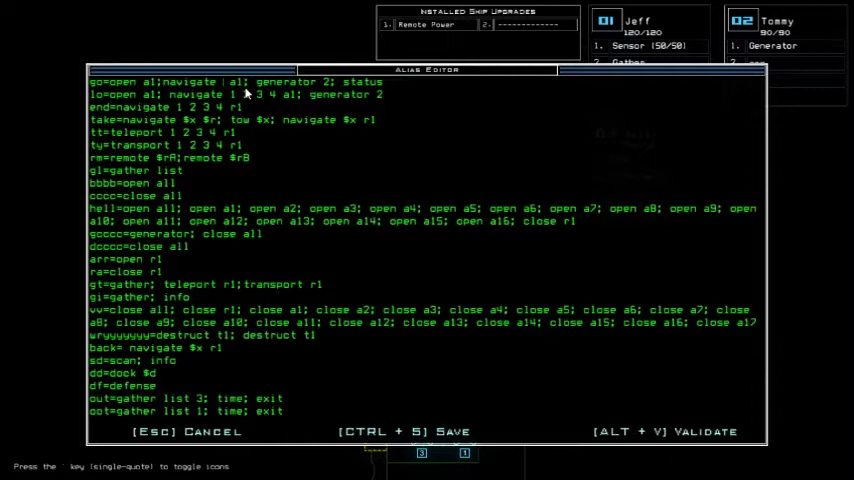 INSTALLED SHIP UPGRADES
1. Remote Power 2. -------------
01 Jeff
120/120
1. Sensor (50/50)
2. Gather
02 Tommy
90/90
1. Generator
2. ---
ALIAS EDITOR
go=open a1;navigate | a1; generator 2; status
lo=open a1; navigate 1 2 3 4 a1; generator 2
end=navigate 1 2 3 4 r1
take=navigate $x $r; tow $x; navigate $x r1
tt=teleport 1 2 3 4 r1
ty=transport 1 2 3 4 r1
rm=remote $rA;remote $rB
gl=gather list
bbbb=open all
cccc=close all
hell=open all; open a1; open a2; open a3; open a4; open a5; open a6; open a7; open a8; open a9; open
a10; open a11; open a12; open a13; open a14; open a15; open a16; close r1
gcccc=generator; close all
dcccc=close all
arr=open r1
ra=close r1
gt=gather; teleport r1;transport r1
gi=gather; info
vv=close all; close r1; close a1; close a2; close a3; close a4; close a5; close a6; close a7; close
a8; close a9; close a10; close a11; close a12; close a13; close a14; close a15; close a16; close a17
wryyyyyy=destruct t1; destruct t1
back= navigate $x r1
sd=scan; info
dd=dock $d
df=defense
out=gather list 3; time; exit
oot=gather list 1; time; exit
[ESC] CANCEL [CTRL + S] SAVE [ALT + V] VALIDATE
3 1
Press the ` key (single-quote) to toggle icons